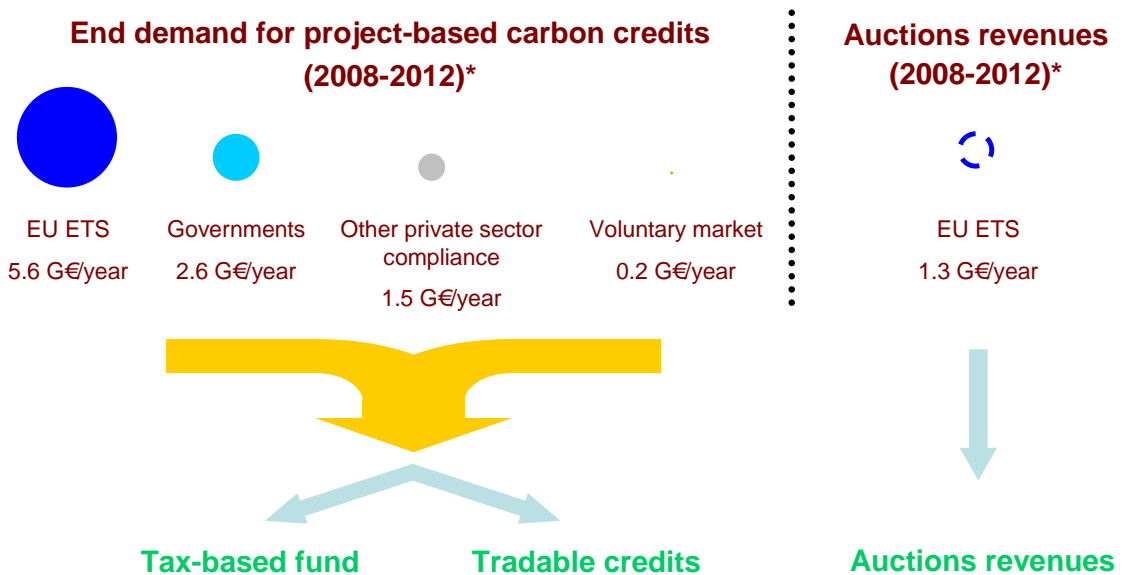 End demand for project-based carbon credits
(2008-2012)*
Auctions revenues
(2008-2012)*
EU ETS
5.6 G€/year
Governments
2.6 G€/year
Other private sector
compliance
1.5 G€/year
Voluntary market
0.2 G€/year
EU ETS
1.3 G€/year
Tax-based fund
Tradable credits
Auctions revenues